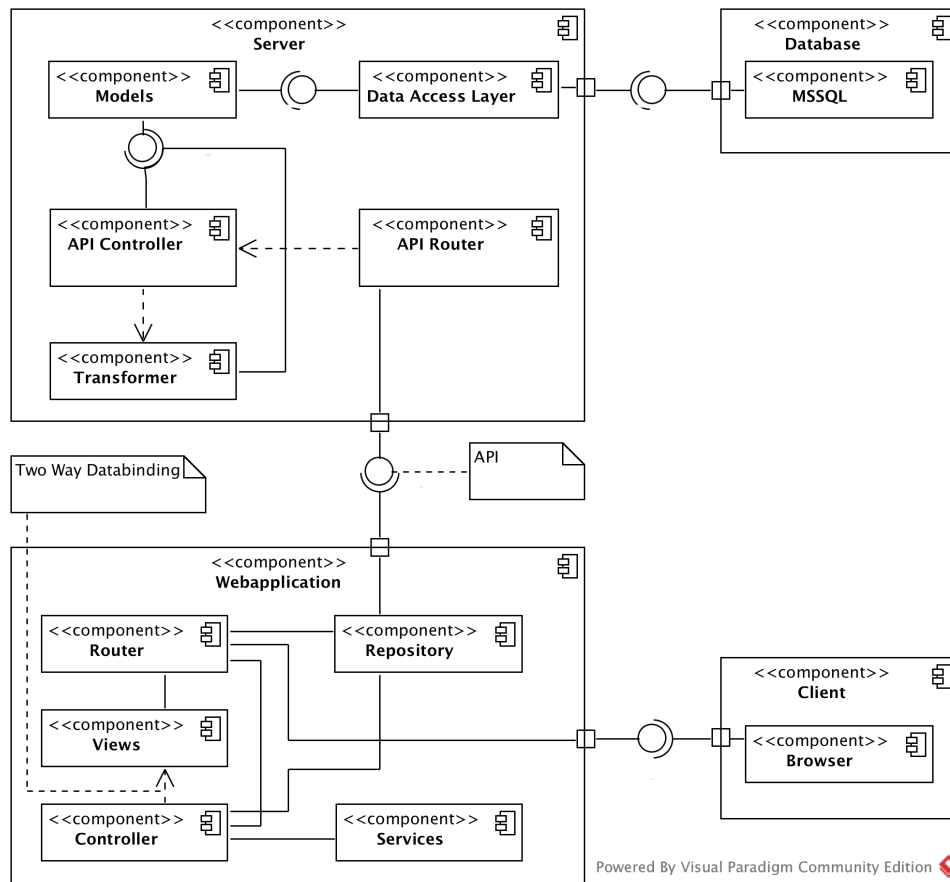 <<component>>
Server
<<component>>
Models
<<component>>
Data Access Layer
<<component>>
Database
<<component>>
MSSQL
<<component>>
API Controller
<<component>>
API Router
<<component>>
Transformer
Two Way Databinding
API
<<component>>
Webapplication
<<component>>
Router
<<component>>
Repository
<<component>>
Views
<<component>>
Controller
<<component>>
Services
<<component>>
Client
<<component>>
Browser
Powered By Visual Paradigm Community Edition